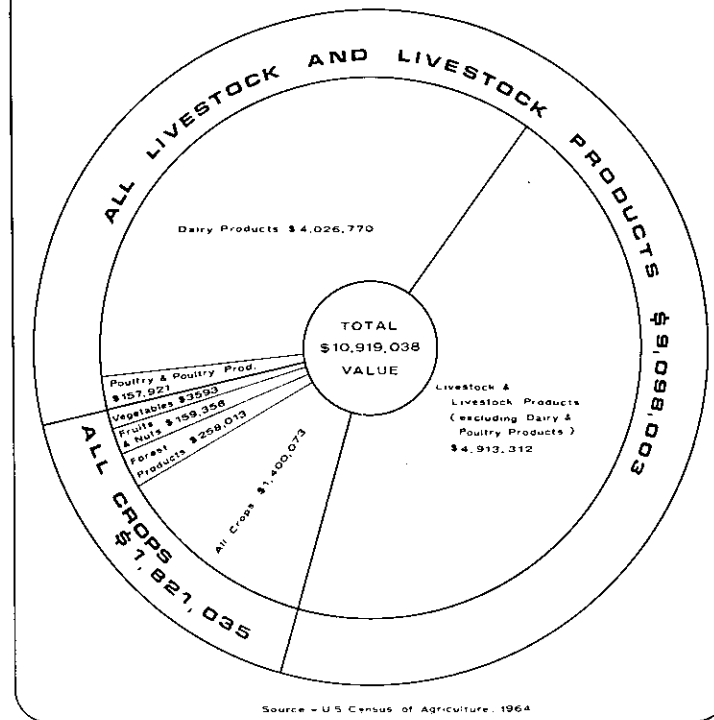 ALL LIVESTOCK AND LIVESTOCK PRODUCTS $9,098,003
Dairy Products $4,026,770
TOTAL
$10,919,038
VALUE
Poultry & Poultry Prod.
$157,921
Vegetables $3593
Fruits
& Nuts $159,356
Forest
Products $258,013
All Crops $1,400,073
Livestock &
Livestock Products
(excluding Dairy &
Poultry Products)
$4,913,312
ALL CROPS
$1,821,035
Source - U S Census of Agriculture, 1964